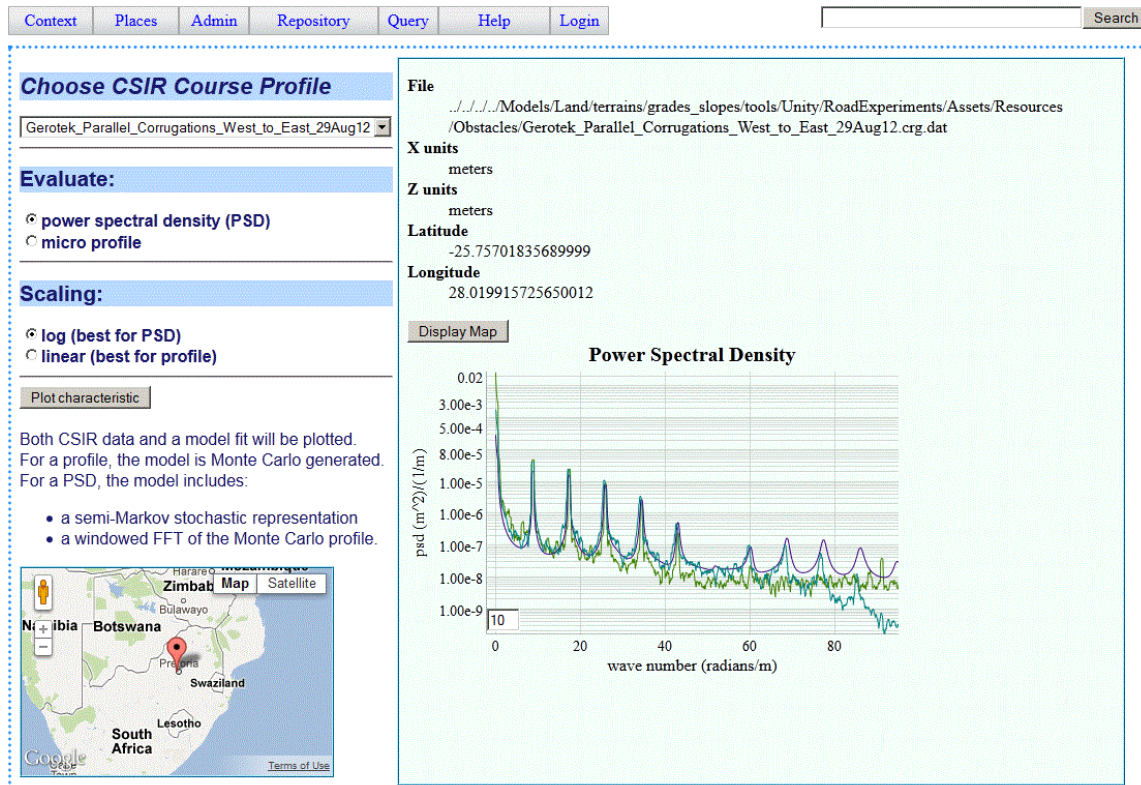 Context Places Admin Repository Query Help Login Search
Choose CSIR Course Profile
Gerotek_Parallel_Corrugations_West_to_East_29Aug12
Evaluate:
power spectral density (PSD)
micro profile
Scaling:
log (best for PSD)
linear (best for profile)
Plot characteristic
Both CSIR data and a model fit will be plotted.
For a profile, the model is Monte Carlo generated.
For a PSD, the model includes:
• a semi-Markov stochastic representation
• a windowed FFT of the Monte Carlo profile.
Harare
Zimbab
Map Satellite
Bulawayo
Botswana
Pretoria
Swaziland
Lesotho
South
Africa
Google
Town
Terms of Use
File
../../../../Models/Land/terrains/grades_slopes/tools/Unity/RoadExperiments/Assets/Resources
/Obstacles/Gerotek_Parallel_Corrugations_West_to_East_29Aug12.crg.dat
X units
meters
Z units
meters
Latitude
-25.75701835689999
Longitude
28.019915725650012
Display Map
Power Spectral Density
psd (m^2)/(1/m)
0.02
3.00e-3
5.00e-4
8.00e-5
1.00e-5
1.00e-6
1.00e-7
1.00e-8
1.00e-9
10
0 20 40 60 80
wave number (radians/m)